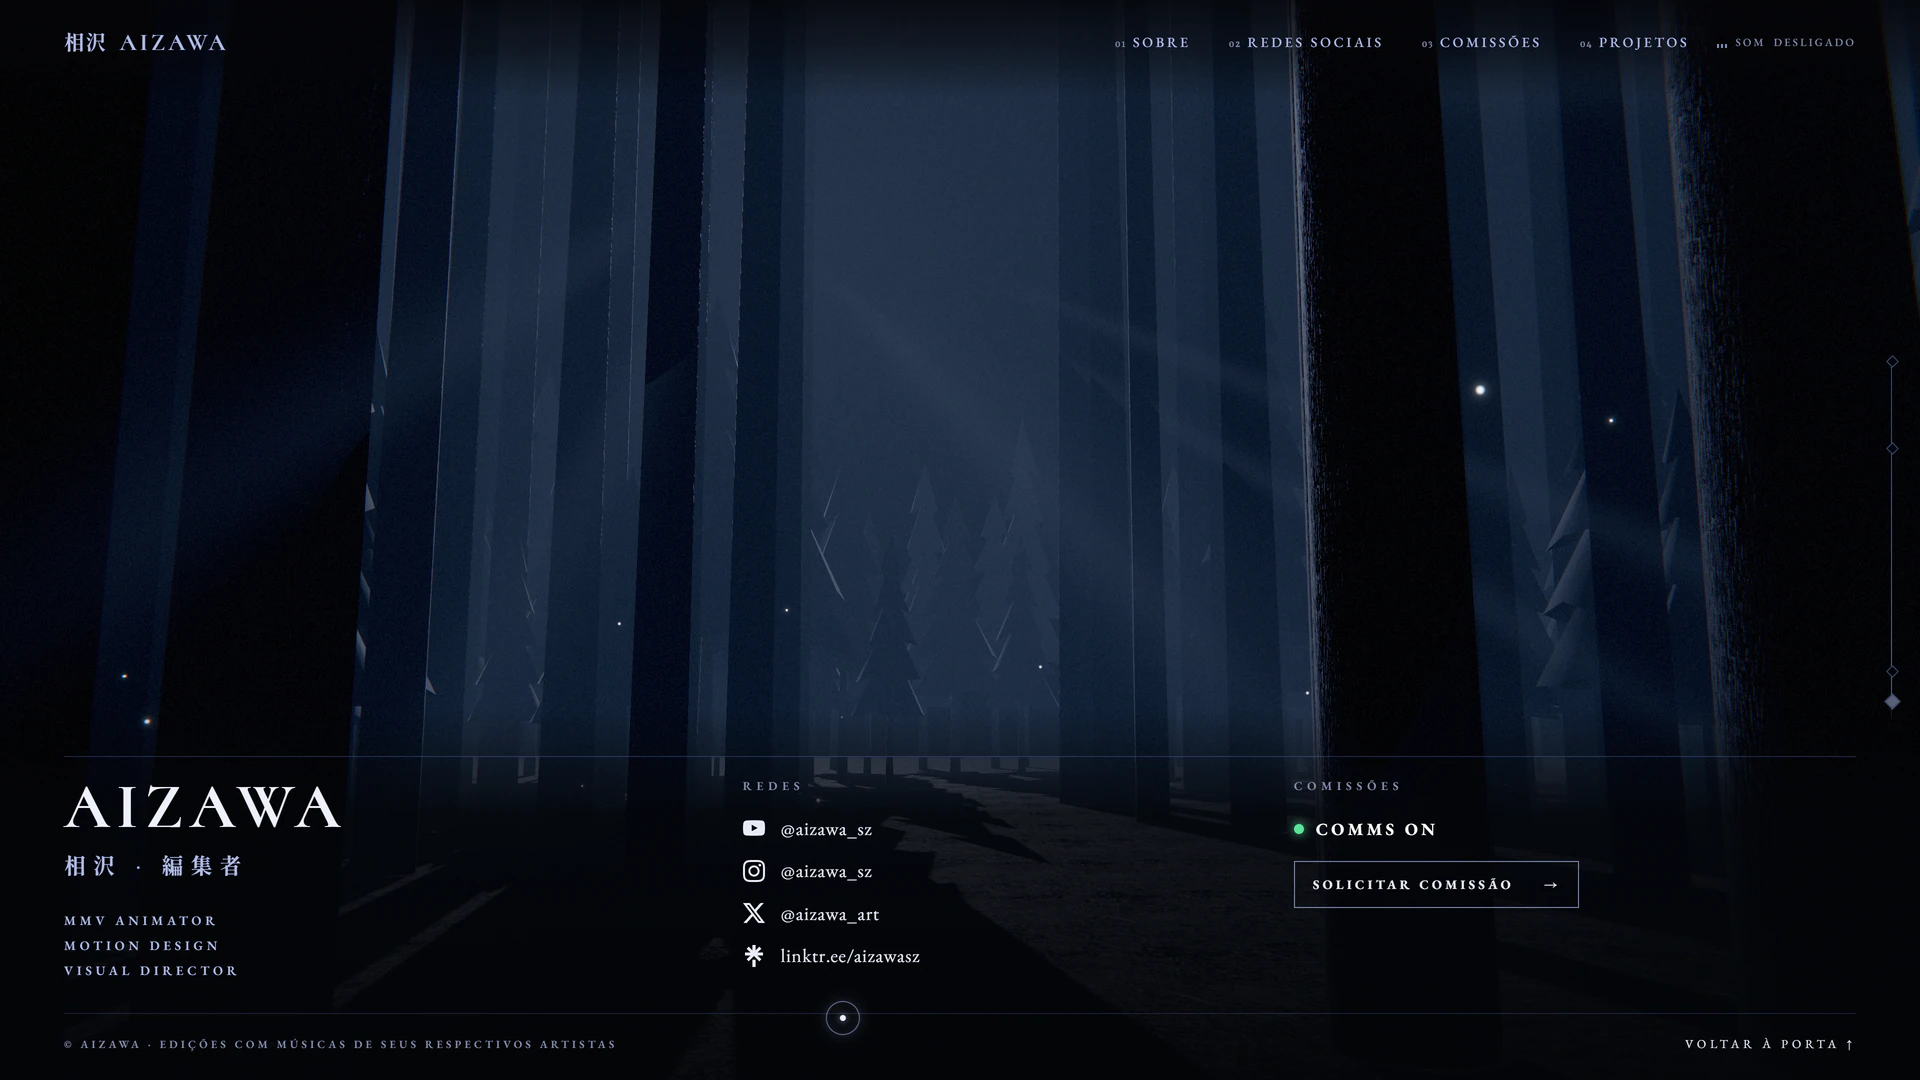 相沢 AIZAWA
01 SOBRE
02 REDES SOCIAIS
03 COMISSÕES
04 PROJETOS
SOM DESLIGADO
AIZAWA
相沢 · 編集者
MMV ANIMATOR
MOTION DESIGN
VISUAL DIRECTOR
REDES
@aizawa_sz
@aizawa_sz
@aizawa_art
linktr.ee/aizawasz
COMISSÕES
COMMS ON
SOLICITAR COMISSÃO →
© AIZAWA · EDIÇÕES COM MÚSICAS DE SEUS RESPECTIVOS ARTISTAS
VOLTAR À PORTA ↑